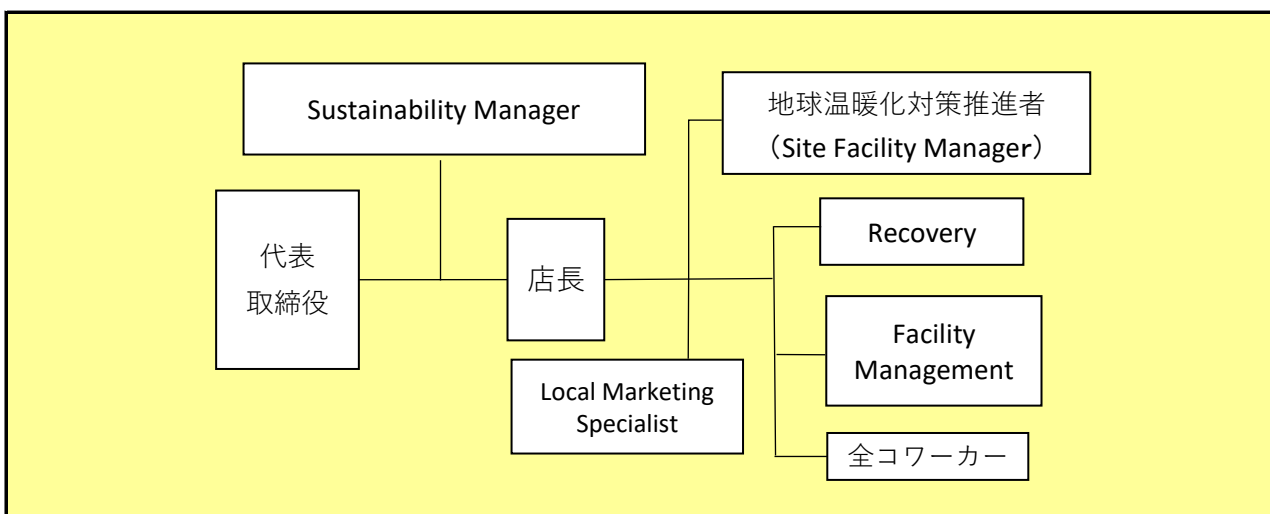 Sustainability Manager
地球温暖化対策推進者
（Site Facility Manager）
代表
取締役
店長
Recovery
Facility
Management
Local Marketing
Specialist
全コワーカー